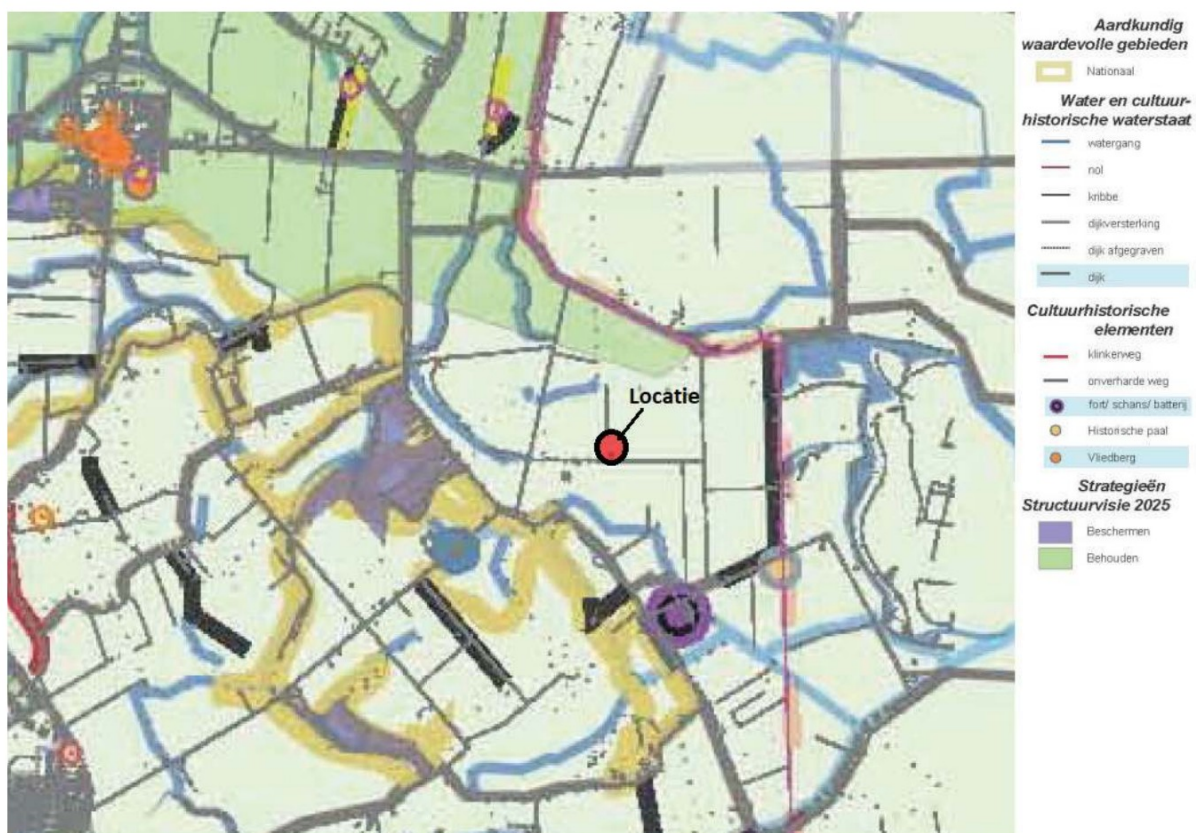 Locatie
Aardkundig
waardevolle gebieden
Nationaal
Water en cultuur-
historische waterstaat
watergang
nol
kribbe
dijkversterking
dijk afgegraven
dijk
Cultuurhistorische
elementen
klinkerweg
onverharde weg
fort/ schans/ batterij
Historische paal
Vliedberg
Strategieën
Structuurvisie 2025
Beschermen
Behouden